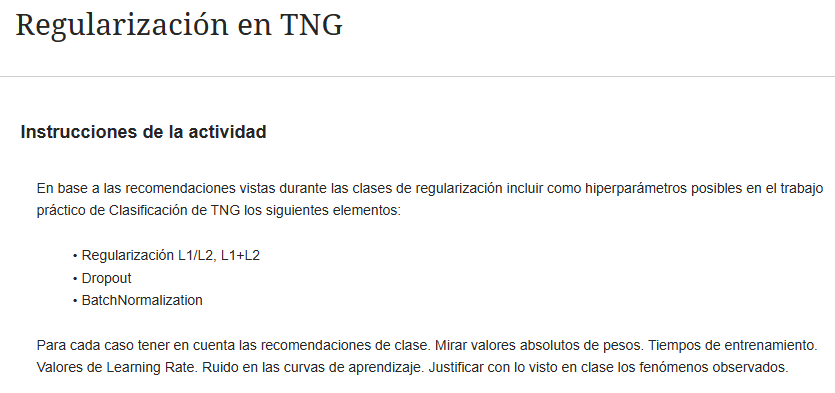 Regularización en TNG
Instrucciones de la actividad
En base a las recomendaciones vistas durante las clases de regularización incluir como hiperparámetros posibles en el trabajo
práctico de Clasificación de TNG los siguientes elementos:
• Regularización L1/L2, L1+L2
• Dropout
• BatchNormalization
Para cada caso tener en cuenta las recomendaciones de clase. Mirar valores absolutos de pesos. Tiempos de entrenamiento.
Valores de Learning Rate. Ruido en las curvas de aprendizaje. Justificar con lo visto en clase los fenómenos observados.